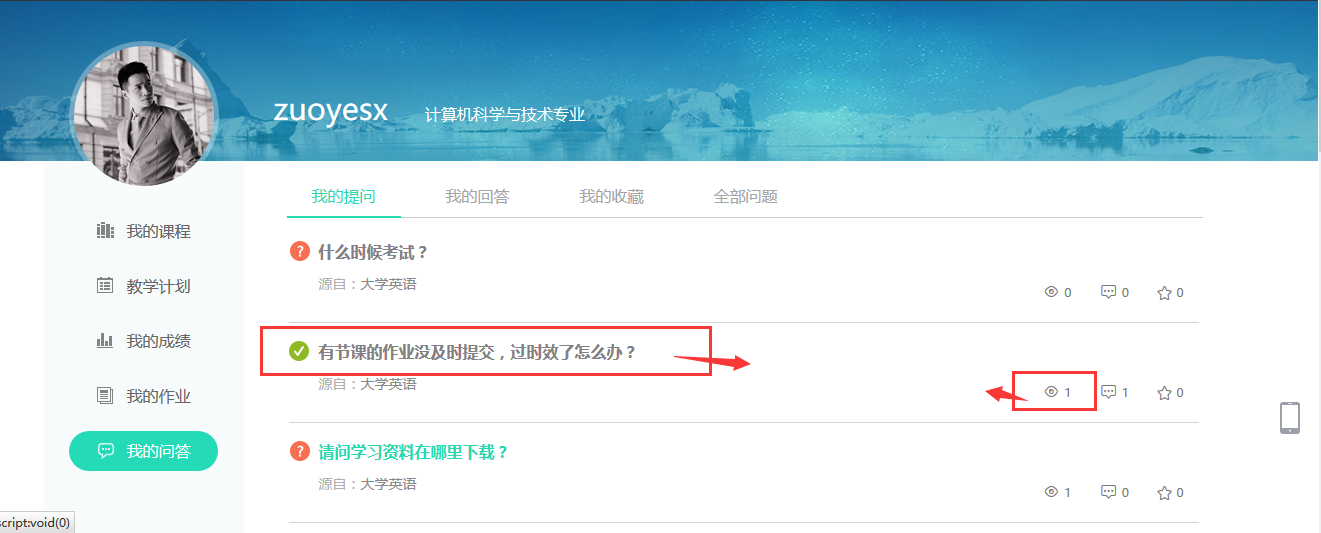 zuoyesx 计算机科学与技术专业
我的课程
教学计划
我的成绩
我的作业
我的问答
我的提问 我的回答 我的收藏 全部问题
? 什么时候考试？
源自：大学英语
0 0 0
有节课的作业没及时提交，过时效了怎么办？
源自：大学英语
1 1 0
? 请问学习资料在哪里下载？
源自：大学英语
1 0 0
script:void(0)